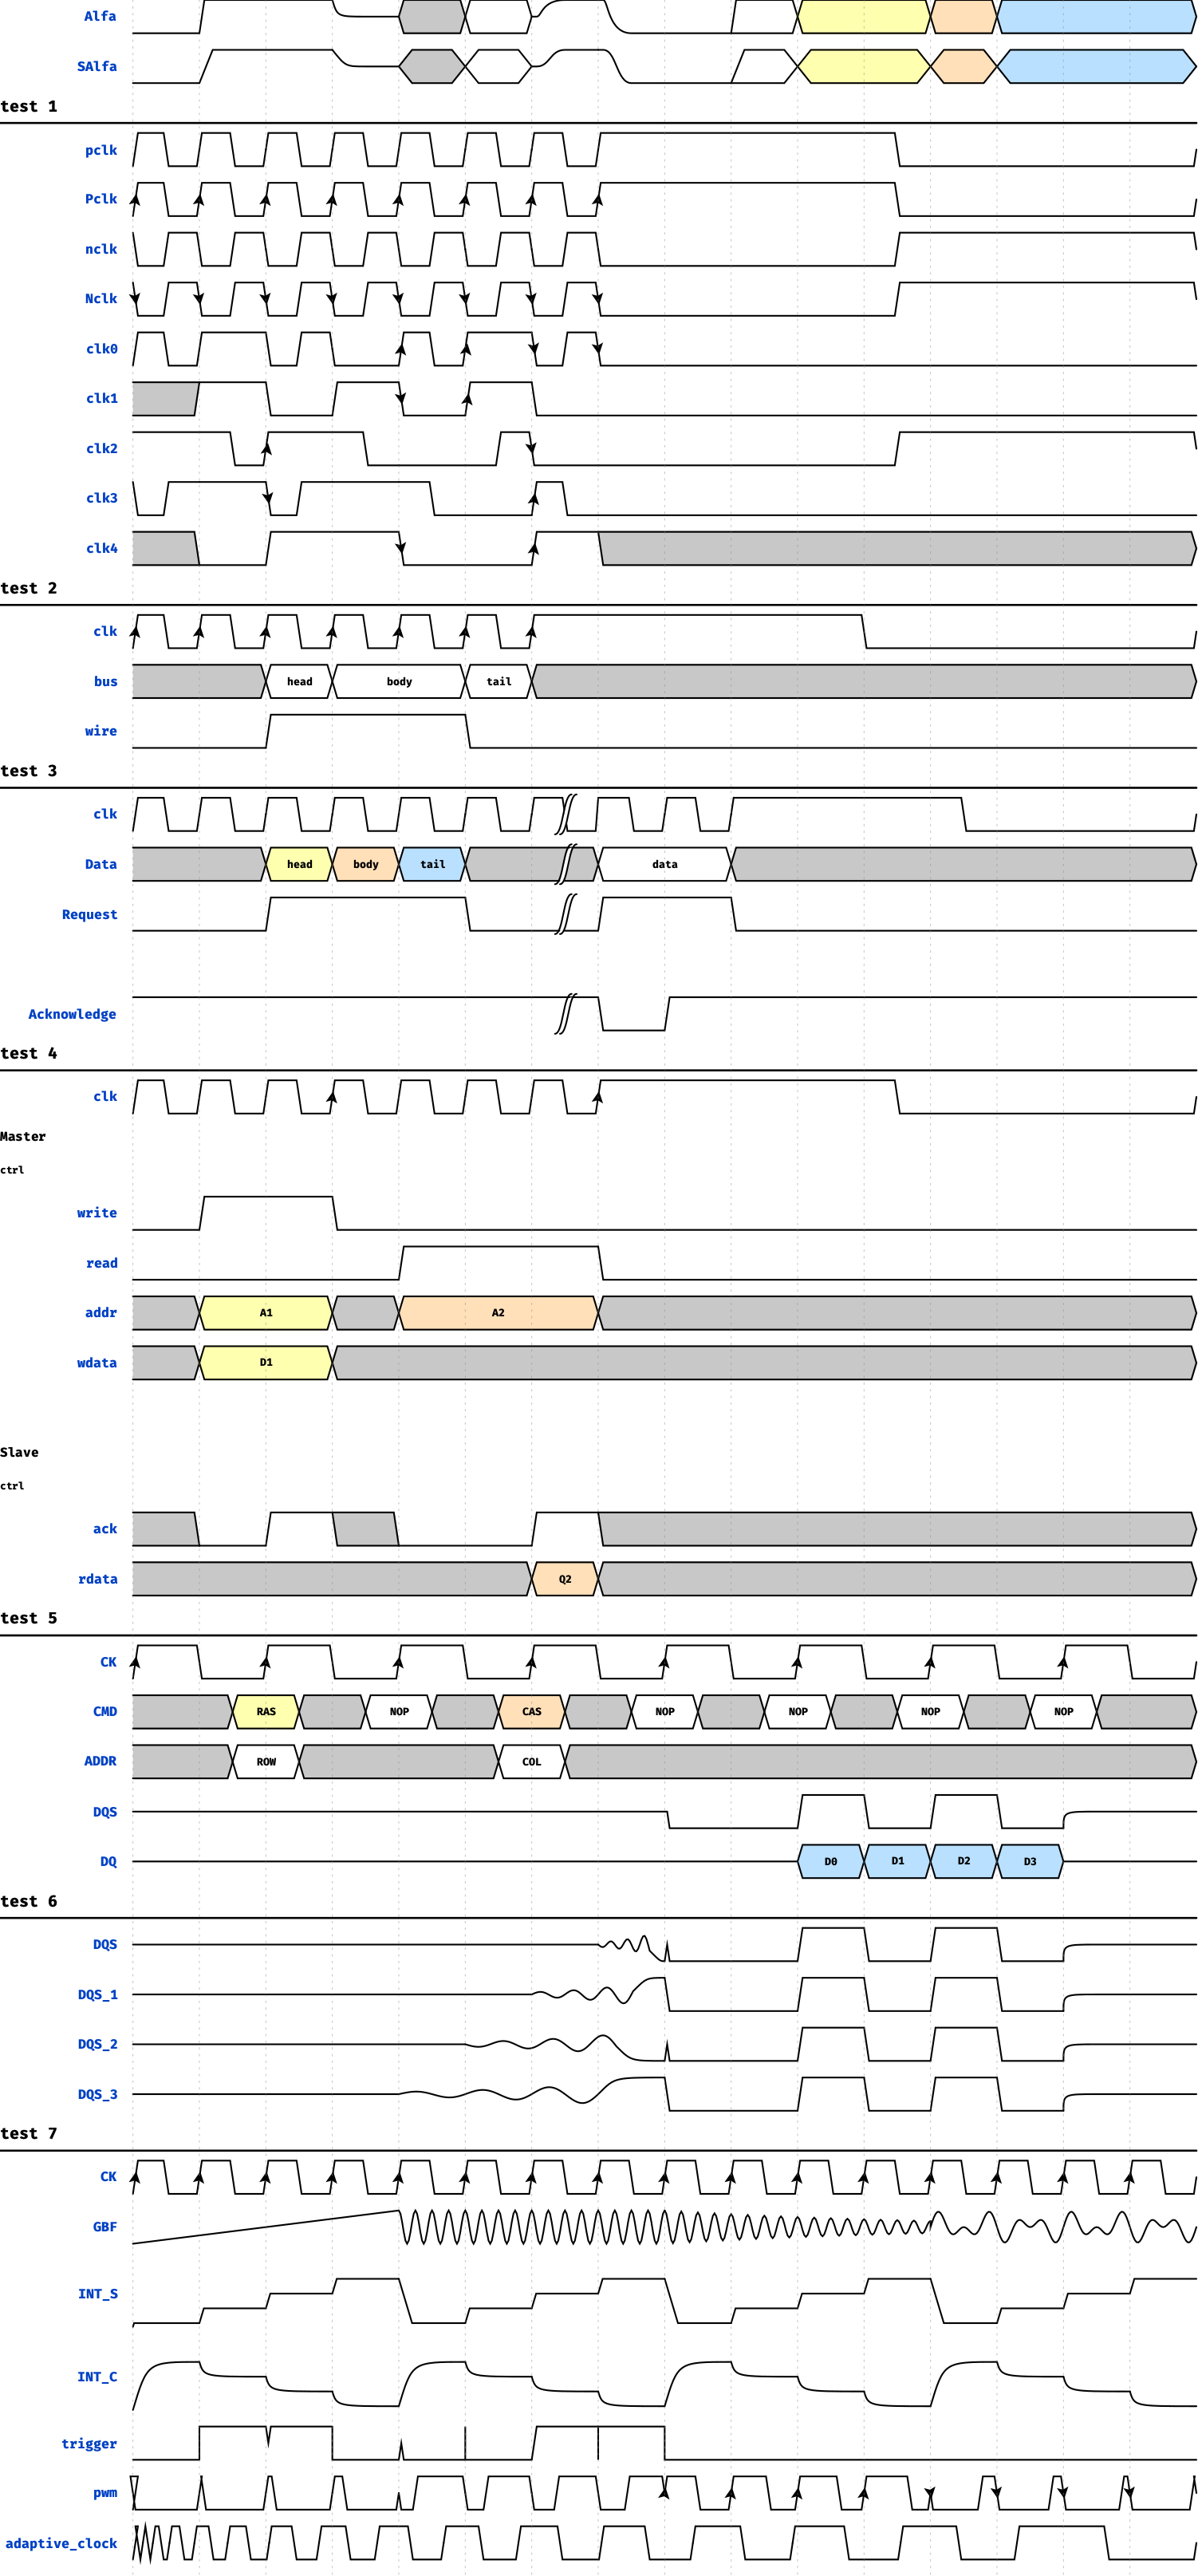 Alfa
SAlfa
test 1
pclk
Pclk
nclk
Nclk
clk0
clk1
clk2
clk3
clk4
test 2
clk
bus head body tail
wire
test 3
clk
Data head body tail data
Request
Acknowledge
test 4
clk
Master
ctrl
write
read
addr A1 A2
wdata D1
Slave
ctrl
ack
rdata Q2
test 5
CK
CMD RAS NOP CAS NOP NOP NOP NOP
ADDR ROW COL
DQS
DQ D0 D1 D2 D3
test 6
DQS
DQS_1
DQS_2
DQS_3
test 7
CK
GBF
INT_S
INT_C
trigger
pwm
adaptive_clock